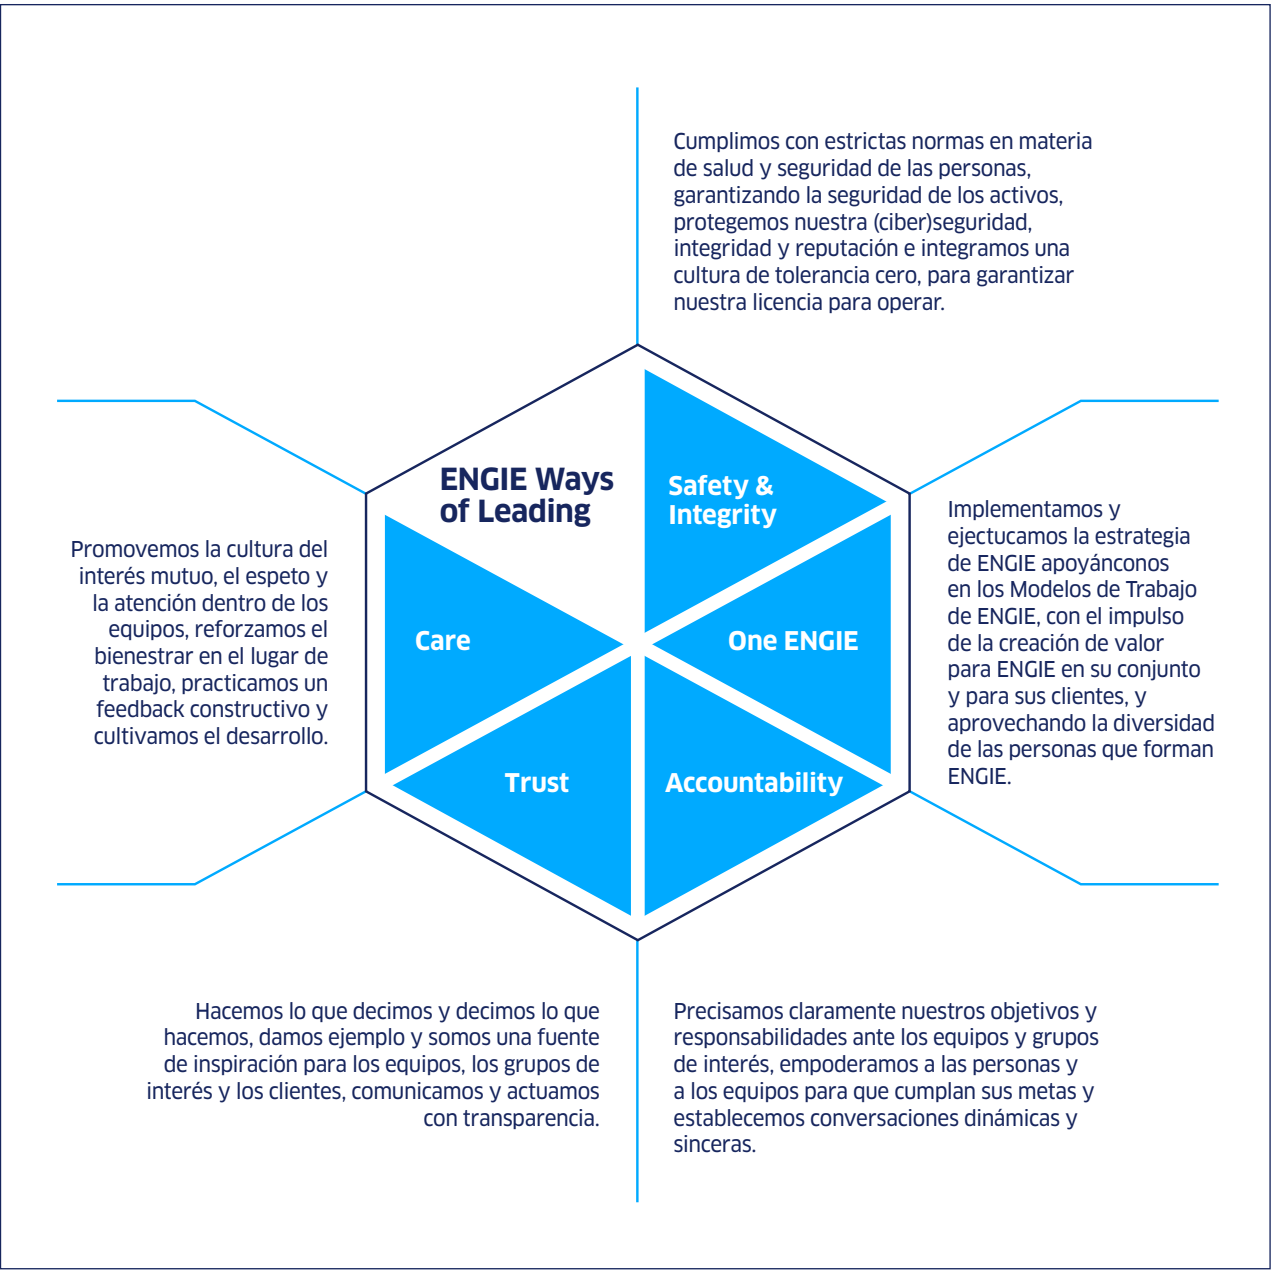 Cumplimos con estrictas normas en materia
de salud y seguridad de las personas,
garantizando la seguridad de los activos,
protegemos nuestra (ciber)seguridad,
integridad y reputación e integramos una
cultura de tolerancia cero, para garantizar
nuestra licencia para operar.
ENGIE Ways
of Leading
Safety &
Integrity
One ENGIE
Accountability
Trust
Care
Implementamos y
ejectucamos la estrategia
de ENGIE apoyánconos
en los Modelos de Trabajo
de ENGIE, con el impulso
de la creación de valor
para ENGIE en su conjunto
y para sus clientes, y
aprovechando la diversidad
de las personas que forman
ENGIE.
Promovemos la cultura del
interés mutuo, el espeto y
la atención dentro de los
equipos, reforzamos el
bienestrar en el lugar de
trabajo, practicamos un
feedback constructivo y
cultivamos el desarrollo.
Hacemos lo que decimos y decimos lo que
hacemos, damos ejemplo y somos una fuente
de inspiración para los equipos, los grupos de
interés y los clientes, comunicamos y actuamos
con transparencia.
Precisamos claramente nuestros objetivos y
responsabilidades ante los equipos y grupos
de interés, empoderamos a las personas y
a los equipos para que cumplan sus metas y
establecemos conversaciones dinámicas y
sinceras.